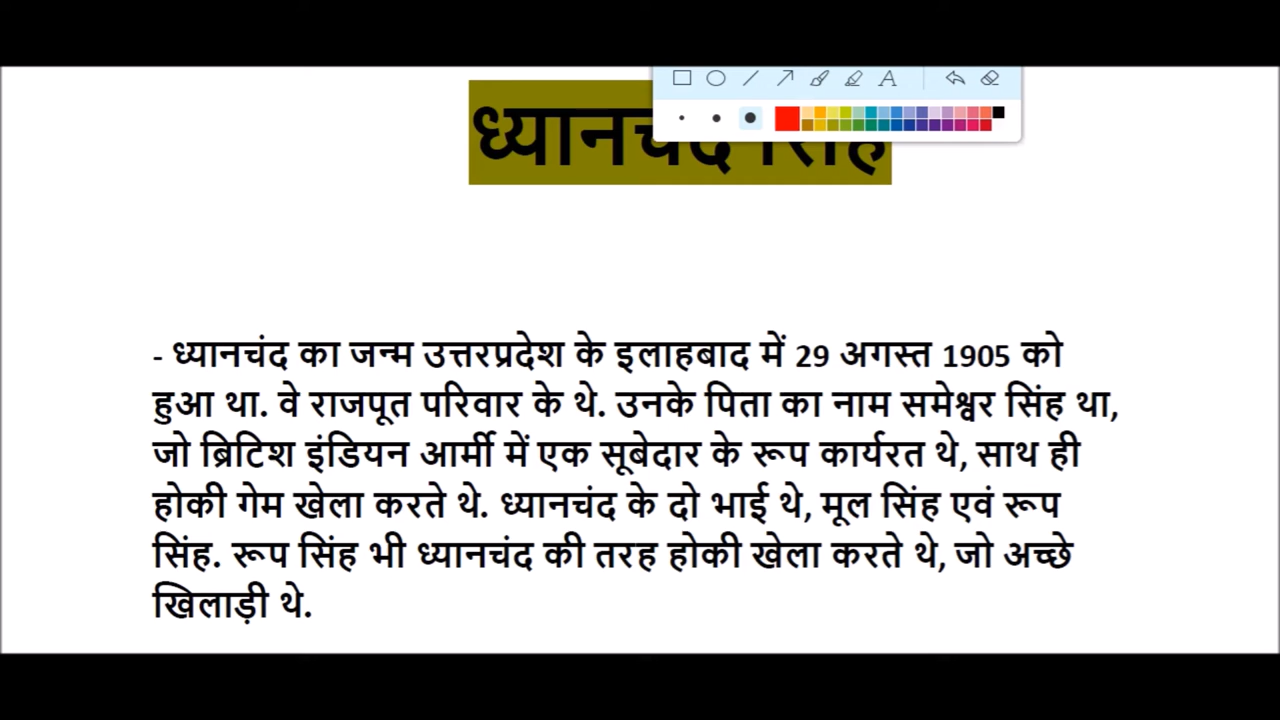 ध्यानचंद सिंह
- ध्यानचंद का जन्म उत्तरप्रदेश के इलाहबाद में 29 अगस्त 1905 को
हुआ था. वे राजपूत परिवार के थे. उनके पिता का नाम समेश्वर सिंह था,
जो ब्रिटिश इंडियन आर्मी में एक सूबेदार के रूप कार्यरत थे, साथ ही
होकी गेम खेला करते थे. ध्यानचंद के दो भाई थे, मूल सिंह एवं रूप
सिंह. रूप सिंह भी ध्यानचंद की तरह होकी खेला करते थे, जो अच्छे
खिलाड़ी थे.